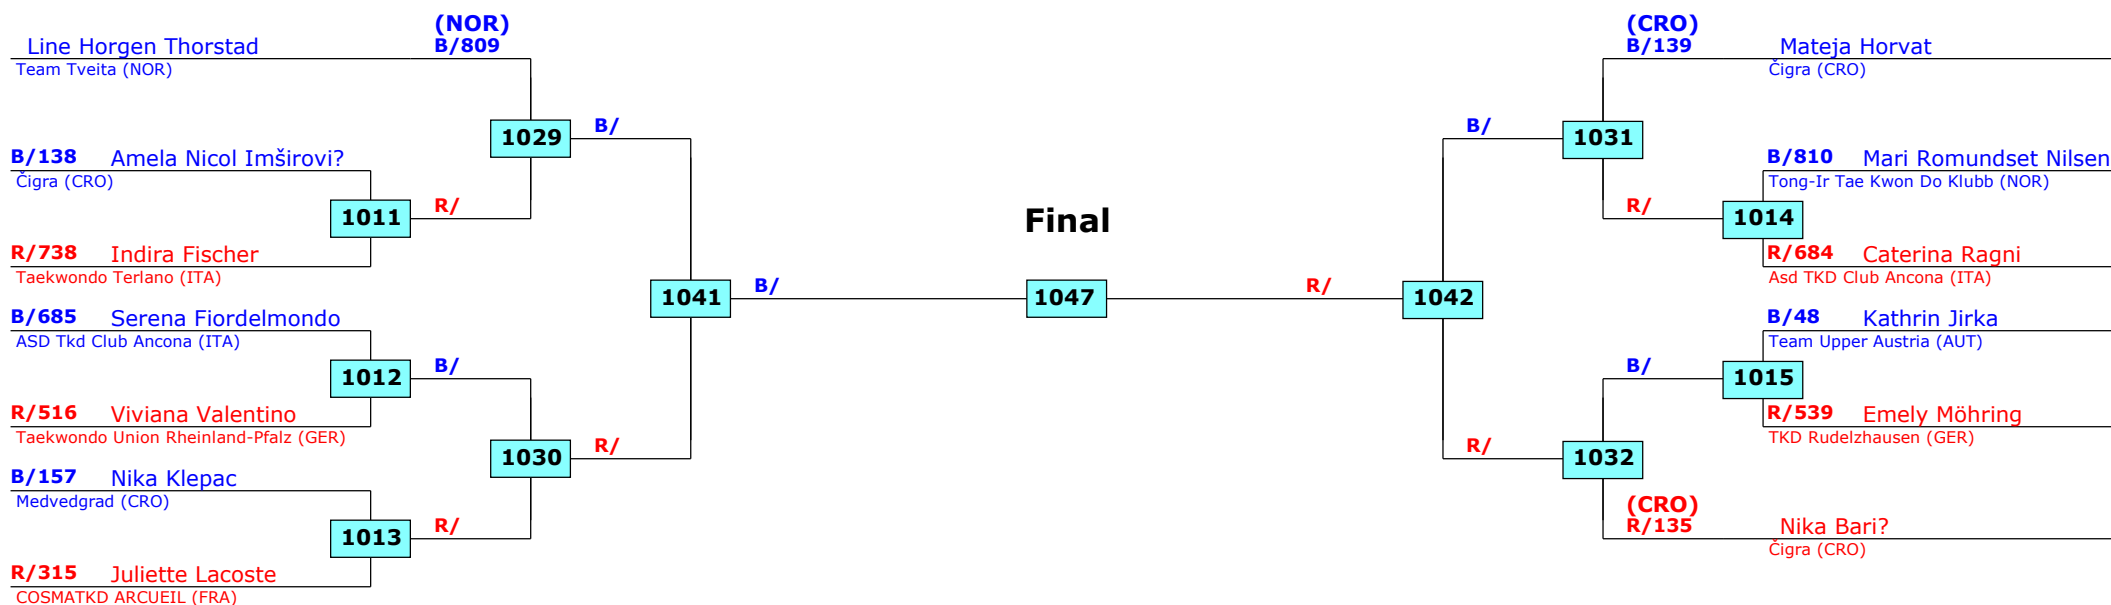 (NOR)
Line Horgen Thorstad B/809
Team Tveita (NOR)
1029
B/
B/138 Amela Nicol Imširovi?
Čigra (CRO)
1011
R/
R/738 Indira Fischer
Taekwondo Terlano (ITA)
1041
B/
B/685 Serena Fiordelmondo
ASD Tkd Club Ancona (ITA)
1012
B/
R/516 Viviana Valentino
Taekwondo Union Rheinland-Pfalz (GER)
1030
R/
B/157 Nika Klepac
Medvedgrad (CRO)
1013
R/
R/315 Juliette Lacoste
COSMATKD ARCUEIL (FRA)
Final
1047
(CRO)
B/139 Mateja Horvat
Čigra (CRO)
B/
1031
B/810 Mari Romundset Nilsen
Tong-Ir Tae Kwon Do Klubb (NOR)
R/
1014
R/684 Caterina Ragni
Asd TKD Club Ancona (ITA)
R/
1042
B/48 Kathrin Jirka
Team Upper Austria (AUT)
B/
1015
R/539 Emely Möhring
TKD Rudelzhausen (GER)
R/
1032
(CRO)
R/135 Nika Bari?
Čigra (CRO)